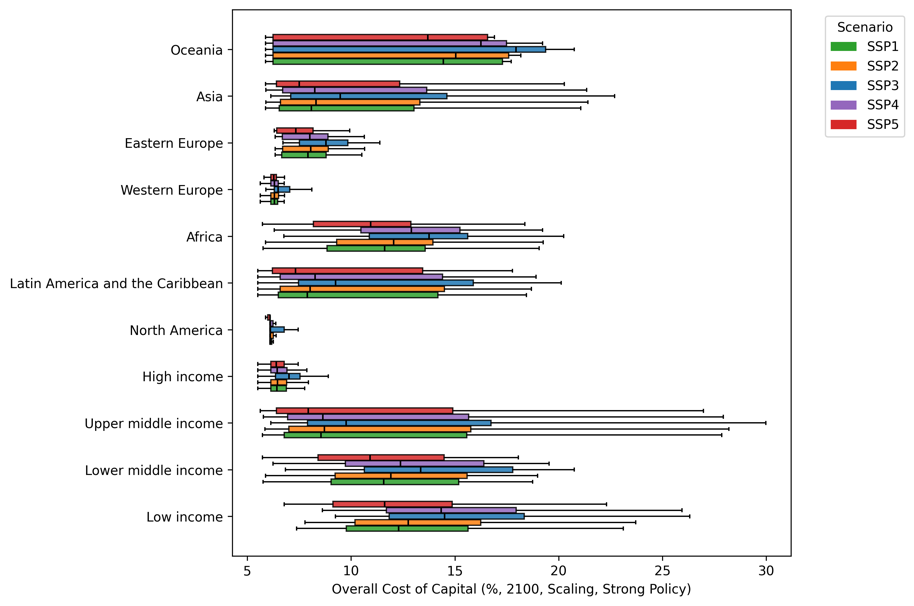 Oceania
Asia
Eastern Europe
Western Europe
Africa
Latin America and the Caribbean
North America
High income
Upper middle income
Lower middle income
Low income
5 10 15 20 25 30
Overall Cost of Capital (%, 2100, Scaling, Strong Policy)
Scenario
SSP1
SSP2
SSP3
SSP4
SSP5